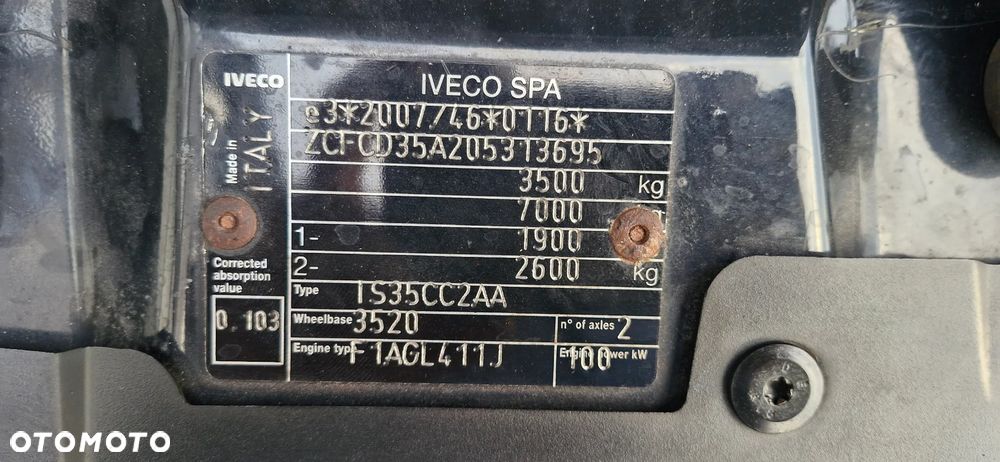 IVECO
IVECO SPA
e3*2007/46*0116*
ZCFCD35A205313695
3500 kg
7000
1- 1900
2- 2600 kg
Made in ITALY
Corrected
absorption
value
0.103
Type IS35CC2AA
Wheelbase 3520
n° of axles 2
Engine type F1AGL411J
Engine power kW
100
OTOMOTO